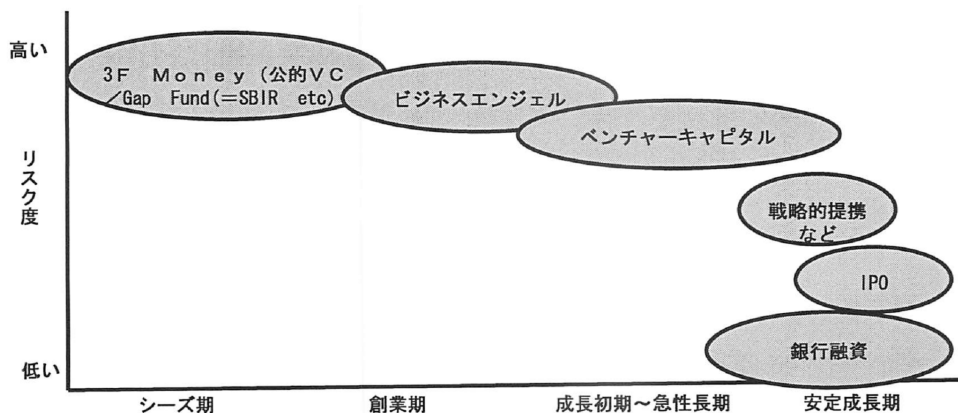 高い
3F Money (公的VC
/Gap Fund(=SBIR etc)
ビジネスエンジェル
ベンチャーキャピタル
リスク度
戦略的提携
など
IPO
銀行融資
低い
シーズ期
創業期
成長初期~急性長期
安定成長期